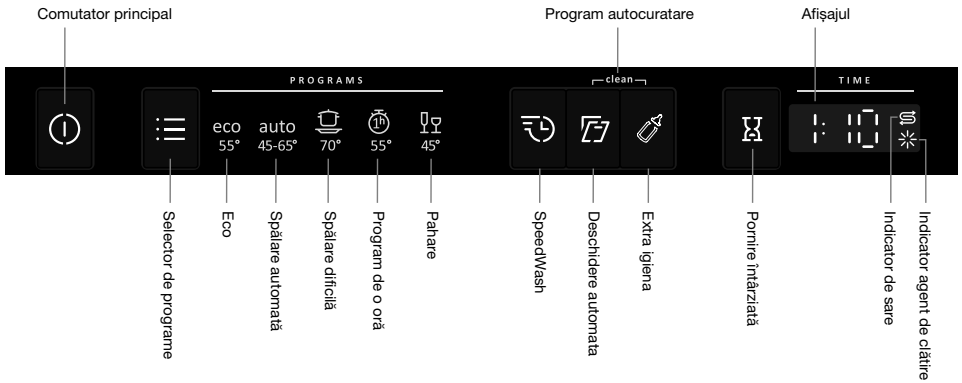 Comutator principal
Program autocuratare
Afișajul
PROGRAMS
clean
TIME
eco
55°
auto
45-65°
70°
1h
55°
45°
1:10
Selector de programe
Eco
Spălare automată
Spălare dificilă
Program de o oră
Pahare
SpeedWash
Deschidere automata
Extra igiena
Pornire întârziată
Indicator de sare
Indicator agent de clătire